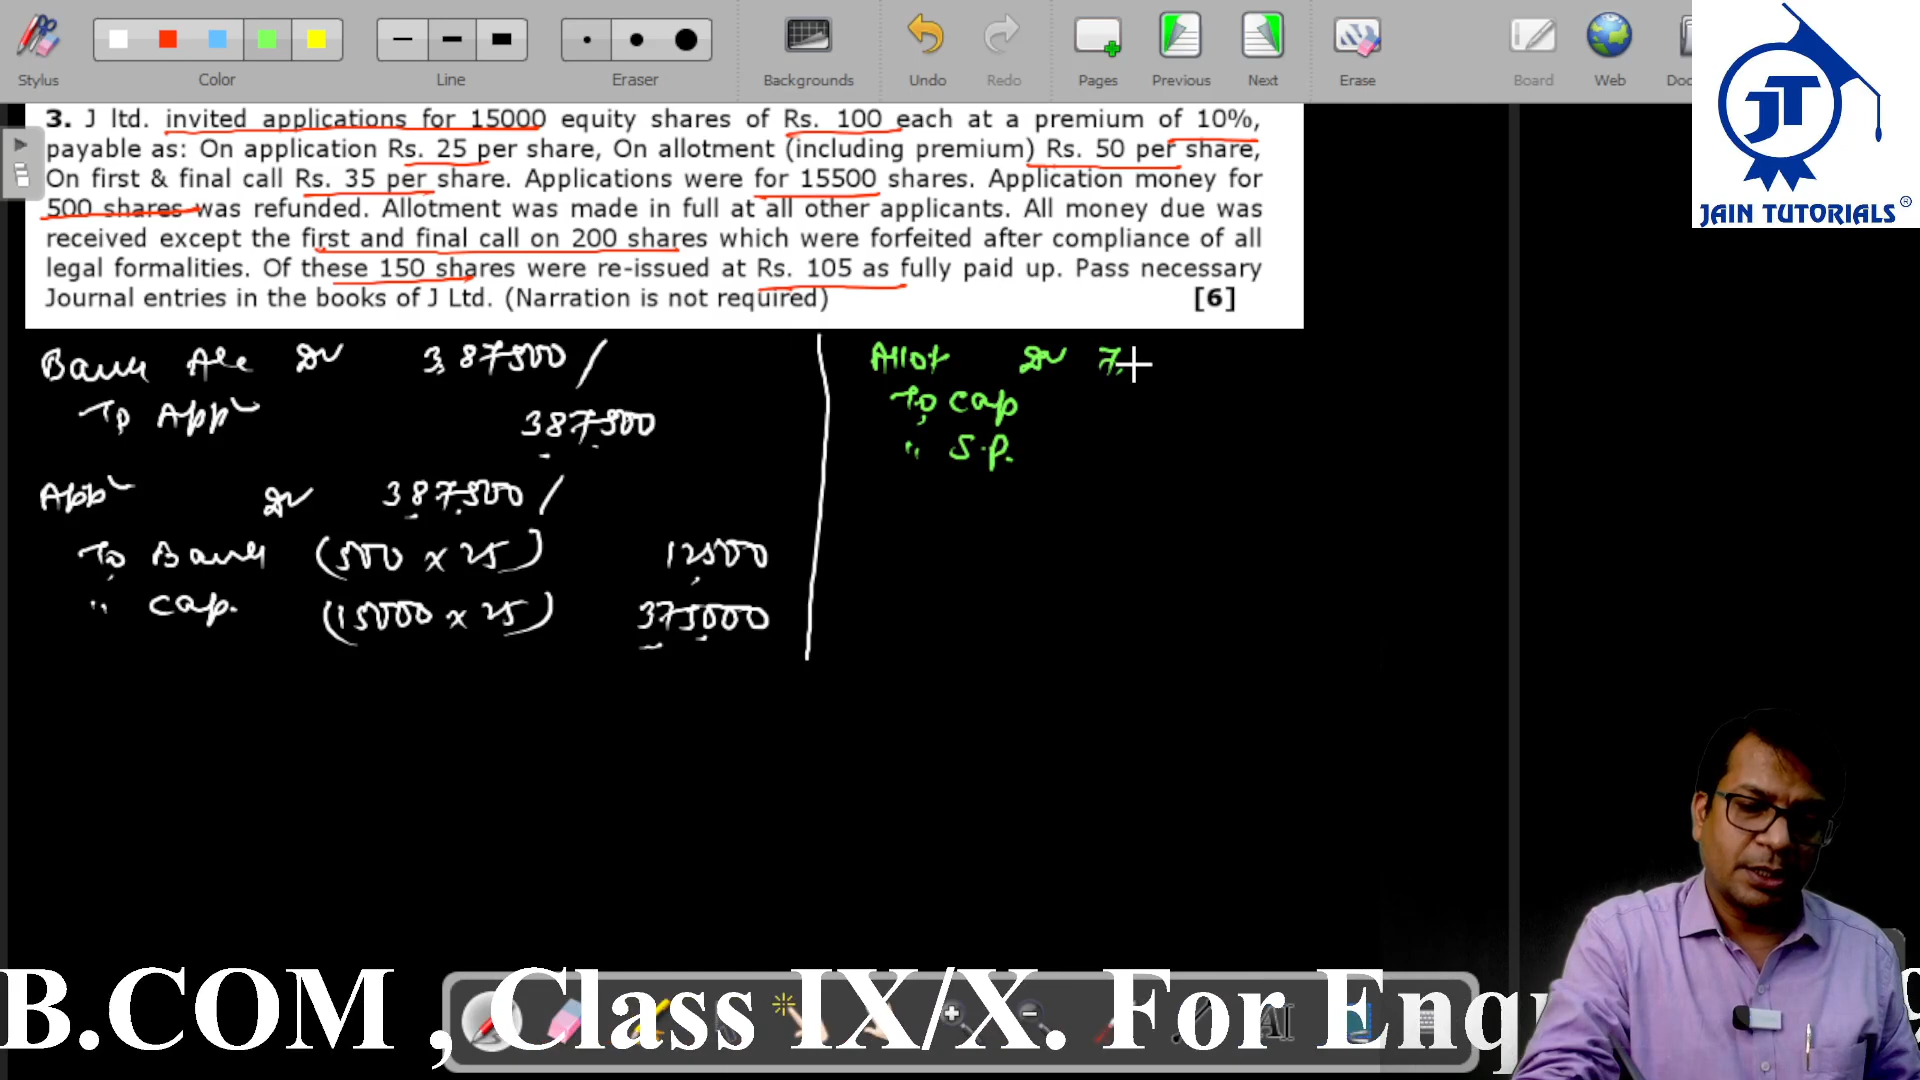 Stylus
Color
Line
Eraser
Backgrounds
Undo
Redo
Pages
Previous
Next
Erase
Board
Web
JT
JAIN TUTORIALS®
3. J ltd. invited applications for 15000 equity shares of Rs. 100 each at a premium of 10%,
payable as: On application Rs. 25 per share, On allotment (including premium) Rs. 50 per share,
On first & final call Rs. 35 per share. Applications were for 15500 shares. Application money for
500 shares was refunded. Allotment was made in full at all other applicants. All money due was
received except the first and final call on 200 shares which were forfeited after compliance of all
legal formalities. Of these 150 shares were re-issued at Rs. 105 as fully paid up. Pass necessary
Journal entries in the books of J Ltd. (Narration is not required) [6]
Bank A/c Dr 3,87500/
To Appn 387500
Appn Dr 387500/
To Bank (500 x 25) 12500
" cap. (15000 x 25) 375000
Allot Dr 7,
To cap
" S.P.
B.COM , Class IX/X. For Enq